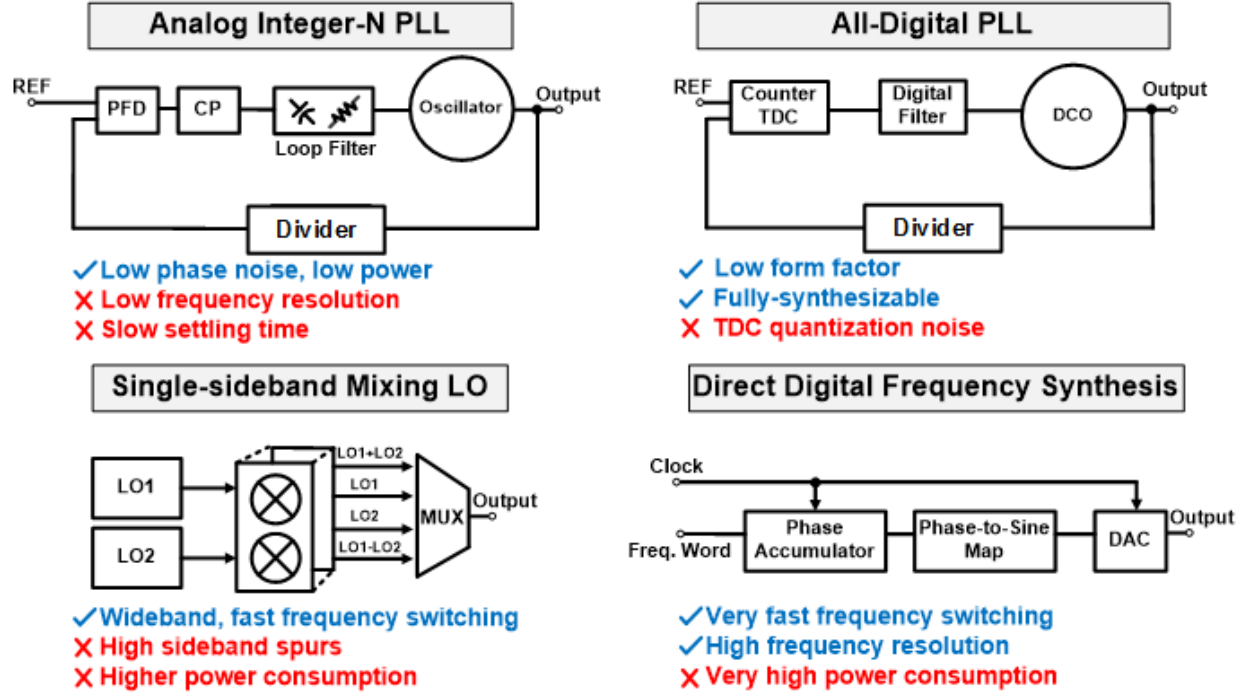 Analog Integer-N PLL
REF
PFD
CP
Loop Filter
Oscillator
Output
Divider
Low phase noise, low power
Low frequency resolution
Slow settling time
All-Digital PLL
REF
Counter
TDC
Digital
Filter
DCO
Output
Divider
Low form factor
Fully-synthesizable
TDC quantization noise
Single-sideband Mixing LO
LO1
LO2
LO1+LO2
LO1
LO2
LO1-LO2
MUX
Output
Wideband, fast frequency switching
High sideband spurs
Higher power consumption
Direct Digital Frequency Synthesis
Clock
Freq. Word
Phase
Accumulator
Phase-to-Sine
Map
DAC
Output
Very fast frequency switching
High frequency resolution
Very high power consumption